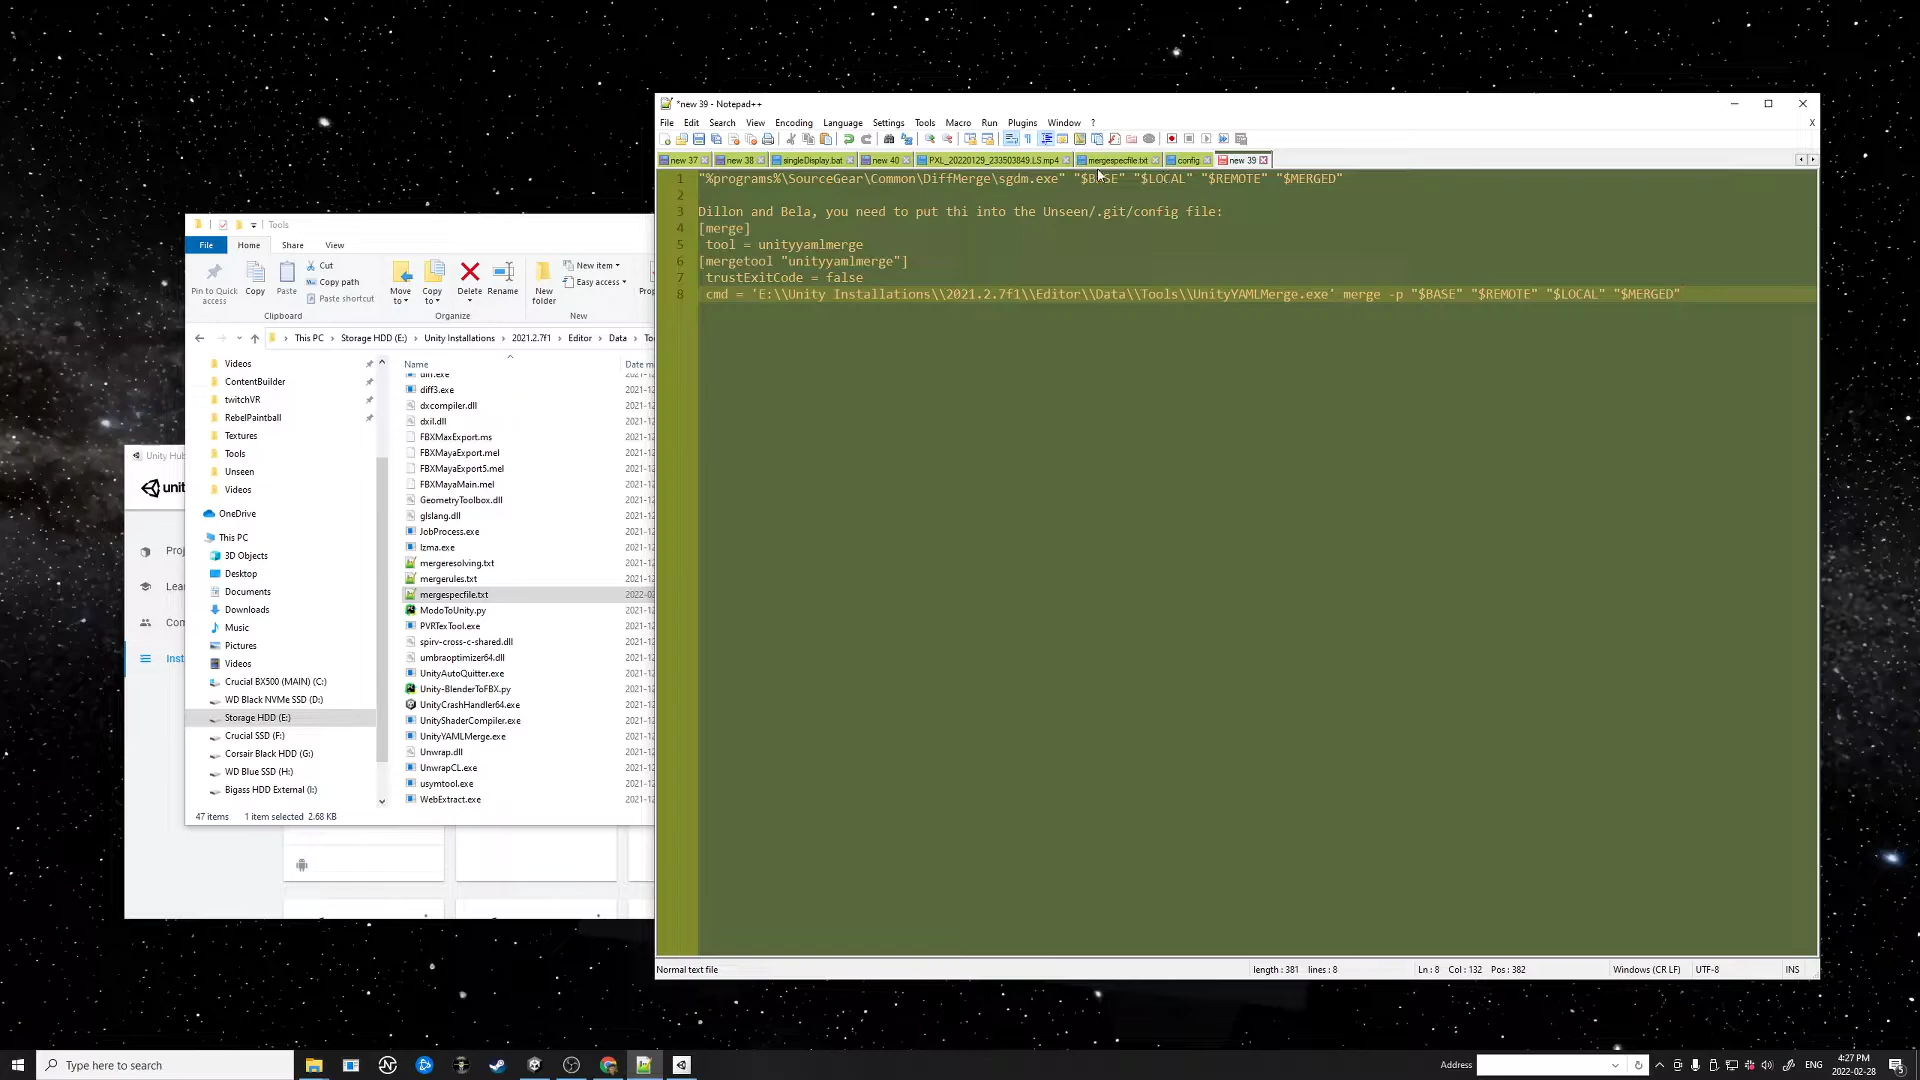 *new 39 - Notepad++
File Edit Search View Encoding Language Settings Tools Macro Run Plugins Window ? X
new 37 new 38 singleDisplay.bat new 40 PXL_20220129_233503849.LS.mp4 mergespecfile.txt config new 39
1 "%programs%\SourceGear\Common\DiffMerge\sgdm.exe" "$BASE" "$LOCAL" "$REMOTE" "$MERGED"
2
3 Dillon and Bela, you need to put thi into the Unseen/.git/config file:
4 [merge]
5 tool = unityyamlmerge
6 [mergetool "unityyamlmerge"]
7 trustExitCode = false
8 cmd = 'E:\\Unity Installations\\2021.2.7f1\\Editor\\Data\\Tools\\UnityYAMLMerge.exe' merge -p "$BASE" "$REMOTE" "$LOCAL" "$MERGED"
Normal text file length : 381 lines : 8 Ln : 8 Col : 132 Pos : 382 Windows (CR LF) UTF-8 INS
Tools
File Home Share View
Pin to Quick access
Copy
Paste
Cut
Copy path
Paste shortcut
Move to
Copy to
Delete
Rename
New folder
New item
Easy access
Clipboard Organize New
This PC Storage HDD (E:) Unity Installations 2021.2.7f1 Editor Data
Videos
ContentBuilder
twitchVR
RebelPaintball
Textures
Tools
Unseen
Videos
OneDrive
This PC
3D Objects
Desktop
Documents
Downloads
Music
Pictures
Videos
Crucial BX500 (MAIN) (C:)
WD Black NVMe SSD (D:)
Storage HDD (E:)
Crucial SSD (F:)
Corsair Black HDD (G:)
WD Blue SSD (H:)
Bigass HDD External (I:)
Name
diff3.exe
dxcompiler.dll
dxil.dll
FBXMaxExport.ms
FBXMayaExport.mel
FBXMayaExport5.mel
FBXMayaMain.mel
GeometryToolbox.dll
glslang.dll
JobProcess.exe
lzma.exe
mergeresolving.txt
mergerules.txt
mergespecfile.txt
ModoToUnity.py
PVRTexTool.exe
spirv-cross-c-shared.dll
umbraoptimizer64.dll
UnityAutoQuitter.exe
Unity-BlenderToFBX.py
UnityCrashHandler64.exe
UnityShaderCompiler.exe
UnityYAMLMerge.exe
Unwrap.dll
UnwrapCL.exe
usymtool.exe
WebExtract.exe
47 items 1 item selected 2.68 KB
Unity Hub
Type here to search
Address
ENG
4:27 PM
2022-02-28